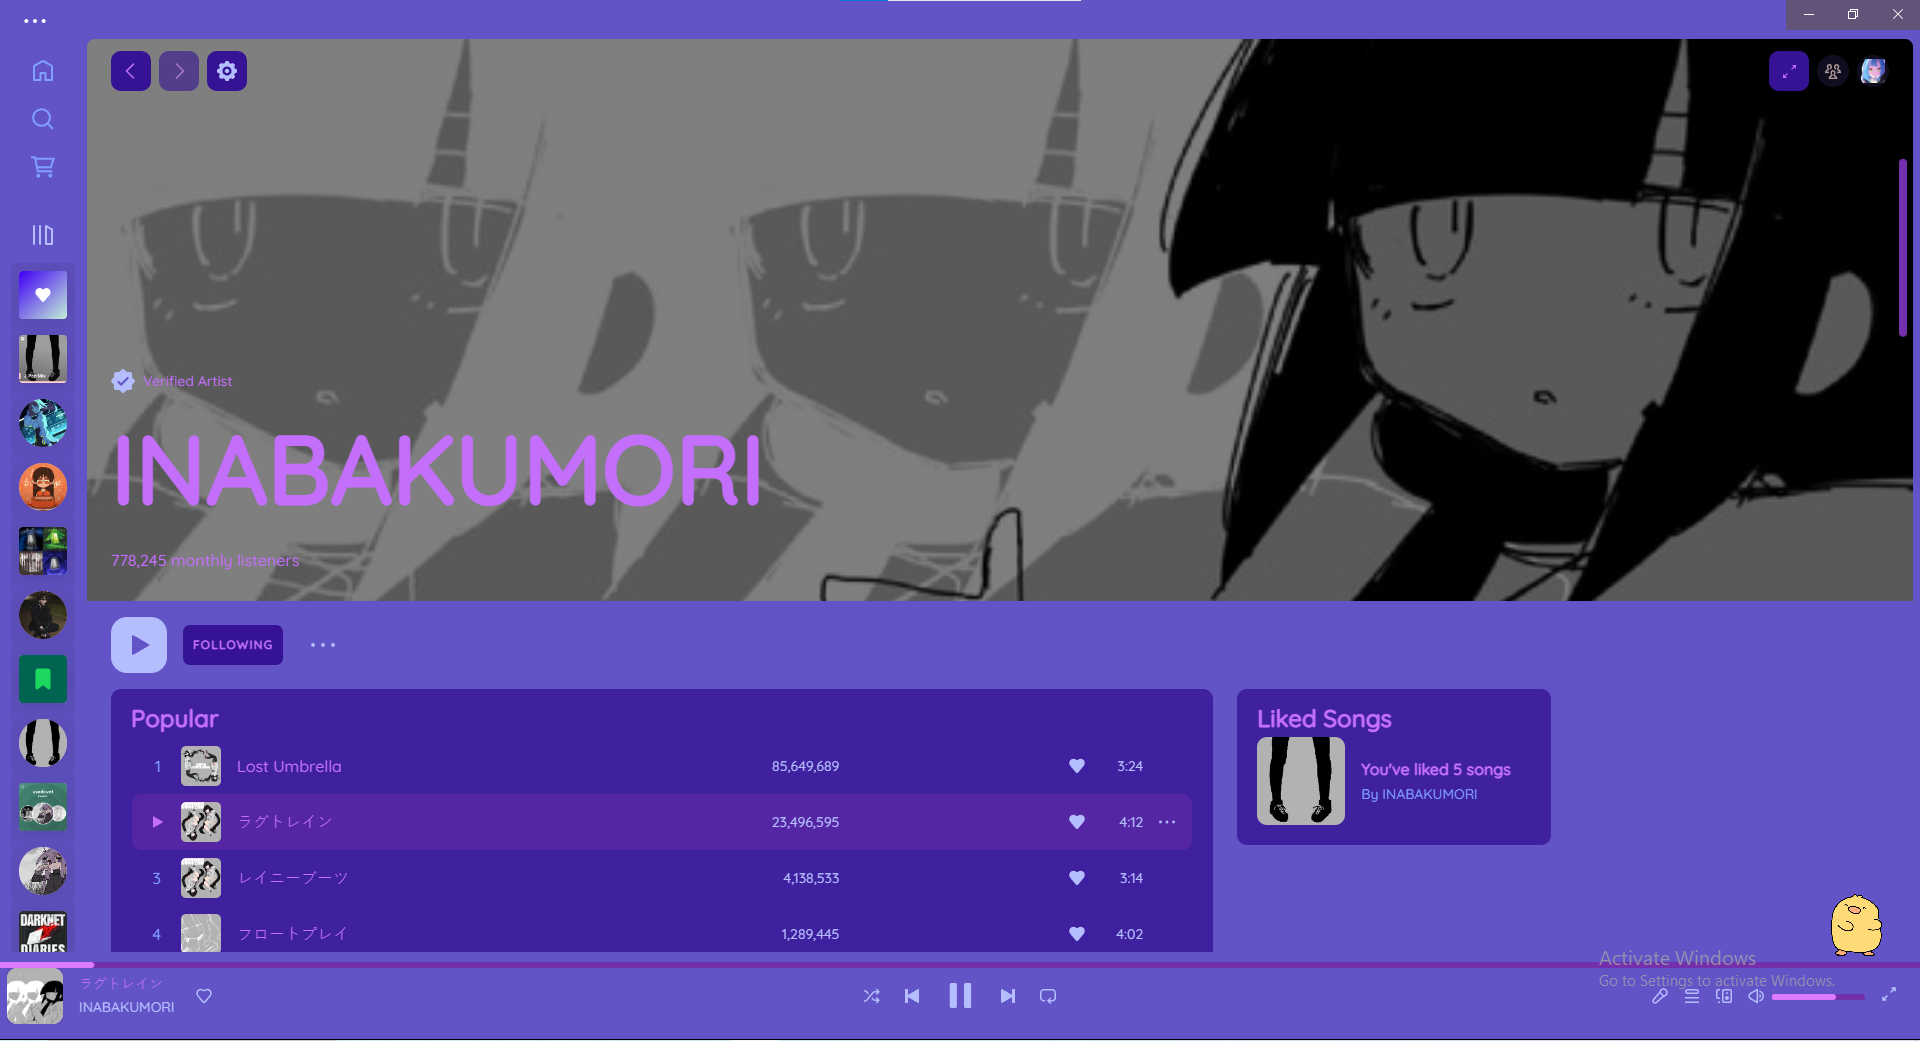 Verified Artist
INABAKUMORI
778,245 monthly listeners
FOLLOWING
Popular
1 Lost Umbrella 85,649,689 3:24
ラグトレイン 23,496,595 4:12
3 レイニーブーツ 4,138,533 3:14
4 フロートプレイ 1,289,445 4:02
Liked Songs
You've liked 5 songs
By INABAKUMORI
DARKNET
DIARIES
ラグトレイン
INABAKUMORI
Activate Windows
Go to Settings to activate Windows.